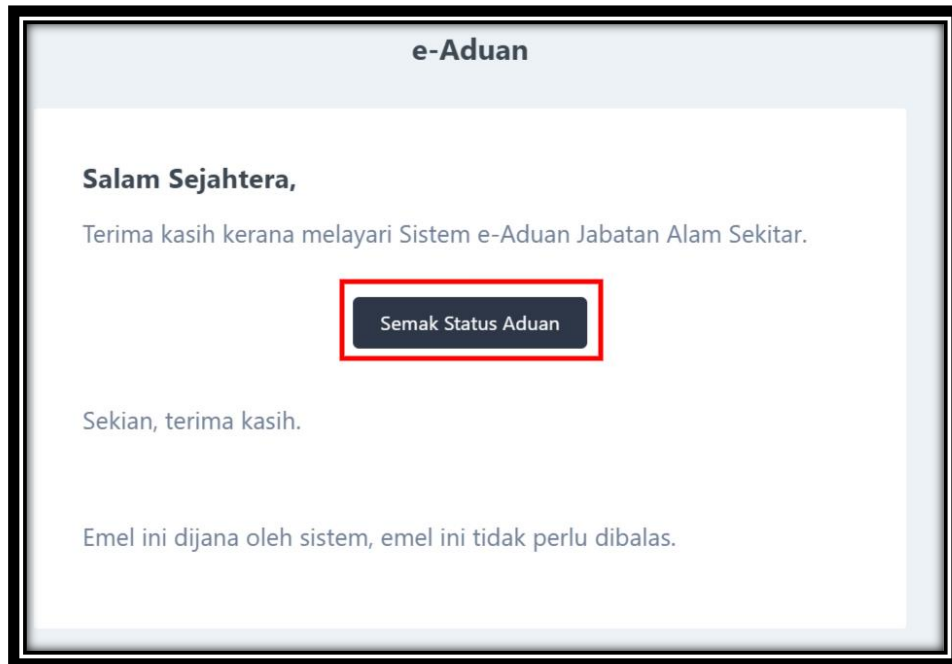 e-Aduan
Salam Sejahtera,
Terima kasih kerana melayari Sistem e-Aduan Jabatan Alam Sekitar.
Semak Status Aduan
Sekian, terima kasih.
Emel ini dijana oleh sistem, emel ini tidak perlu dibalas.